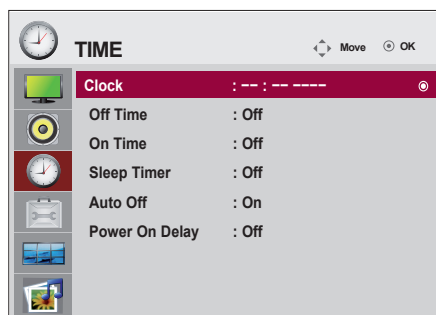 TIME Move OK
Clock : -- : -- ----
Off Time : Off
On Time : Off
Sleep Timer : Off
Auto Off : On
Power On Delay : Off